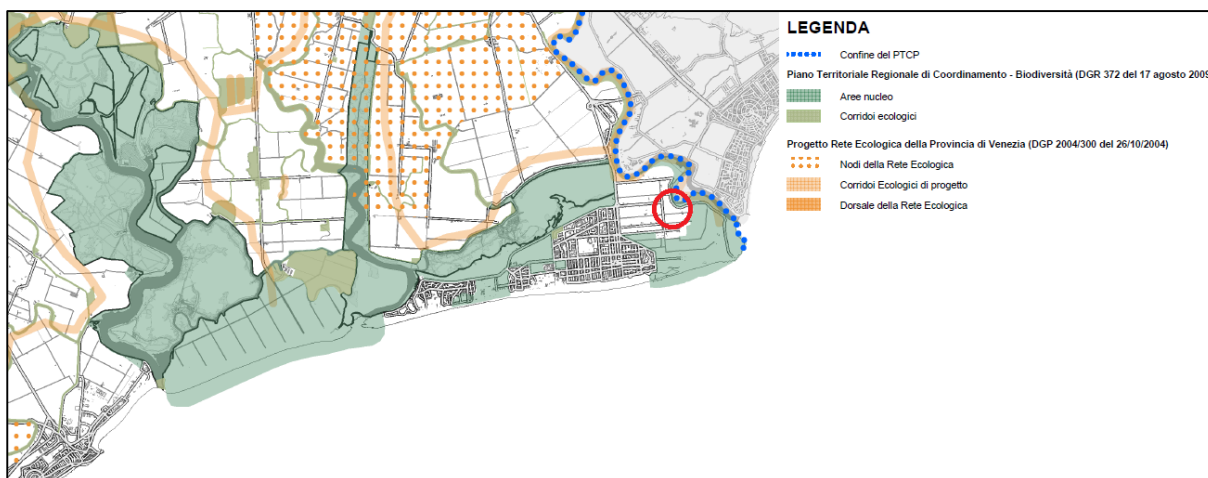 LEGENDA
Confine del PTCP
Piano Territoriale Regionale di Coordinamento - Biodiversità (DGR 372 del 17 agosto 2009
Aree nucleo
Corridoi ecologici
Progetto Rete Ecologica della Provincia di Venezia (DGP 2004/300 del 26/10/2004)
Nodi della Rete Ecologica
Corridoi Ecologici di progetto
Dorsale della Rete Ecologica